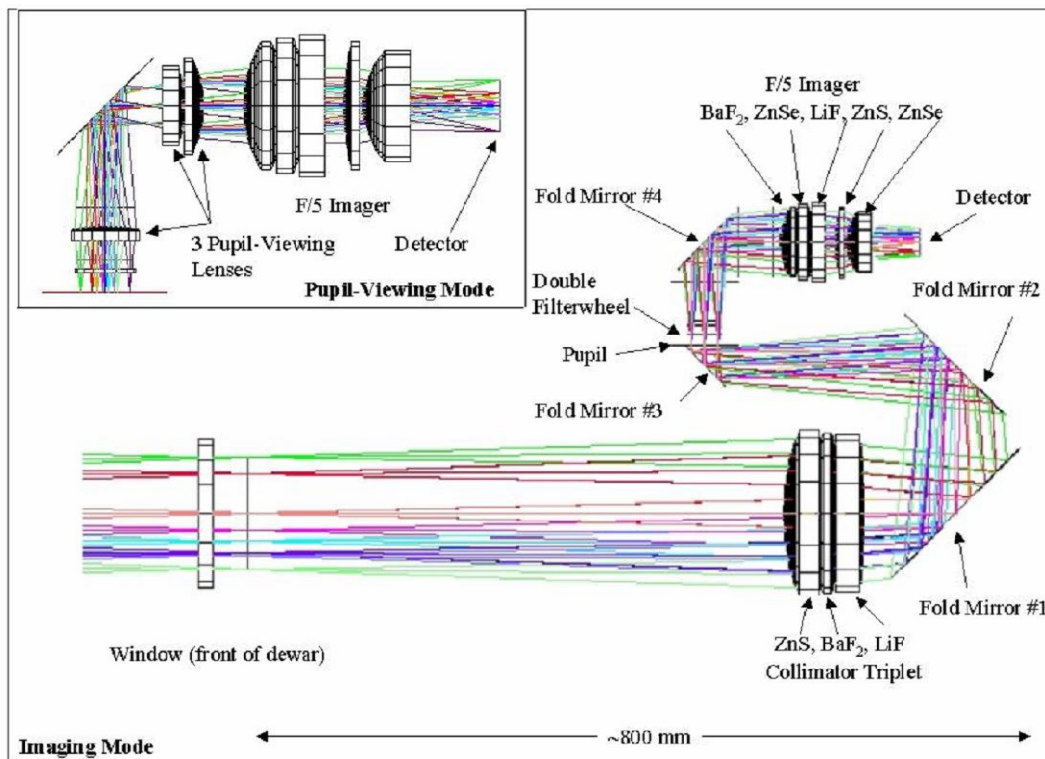 F/5 Imager
3 Pupil-Viewing
Lenses
Detector
Pupil-Viewing Mode
F/5 Imager
BaF₂, ZnSe, LiF, ZnS, ZnSe
Fold Mirror #4
Detector
Double
Filterwheel
Fold Mirror #2
Pupil
Fold Mirror #3
Fold Mirror #1
ZnS, BaF₂, LiF
Collimator Triplet
Window (front of dewar)
~800 mm
Imaging Mode